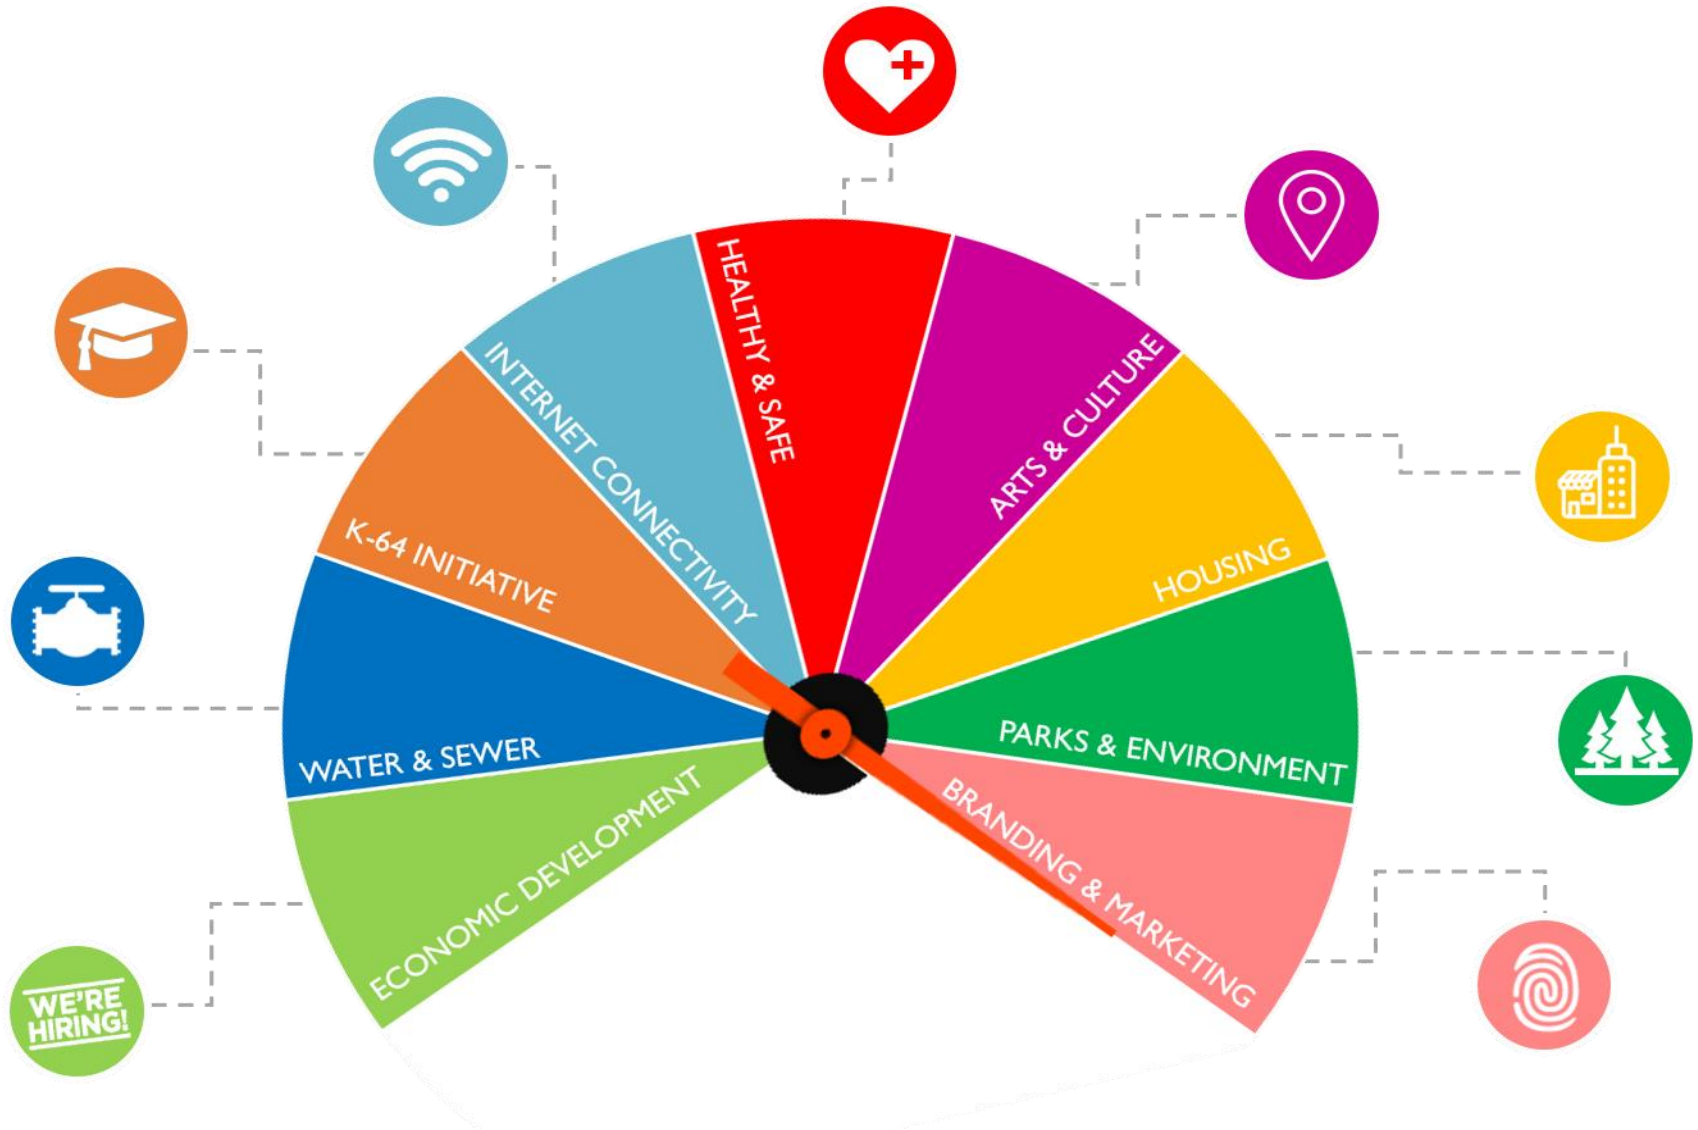 HEALTHY & SAFE
INTERNET CONNECTIVITY
ARTS & CULTURE
K-64 INITIATIVE
HOUSING
WATER & SEWER
PARKS & ENVIRONMENT
ECONOMIC DEVELOPMENT
BRANDING & MARKETING
WE'RE
HIRING!